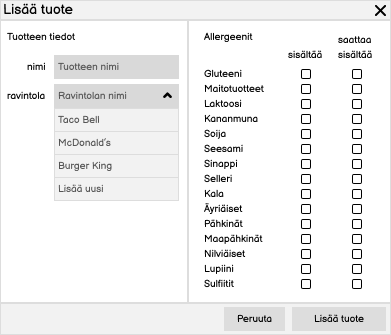 Lisää tuote
Tuotteen tiedot
nimi Tuotteen nimi
ravintola Ravintolan nimi
Taco Bell
McDonald's
Burger King
Lisää uusi
Allergeenit
sisältää
saattaa
sisältää
Gluteeni
Maitotuotteet
Laktoosi
Kananmuna
Soija
Seesami
Sinappi
Selleri
Kala
Äyriäiset
Pähkinät
Maapähkinät
Nilviäiset
Lupiini
Sulfiitit
Peruuta
Lisää tuote